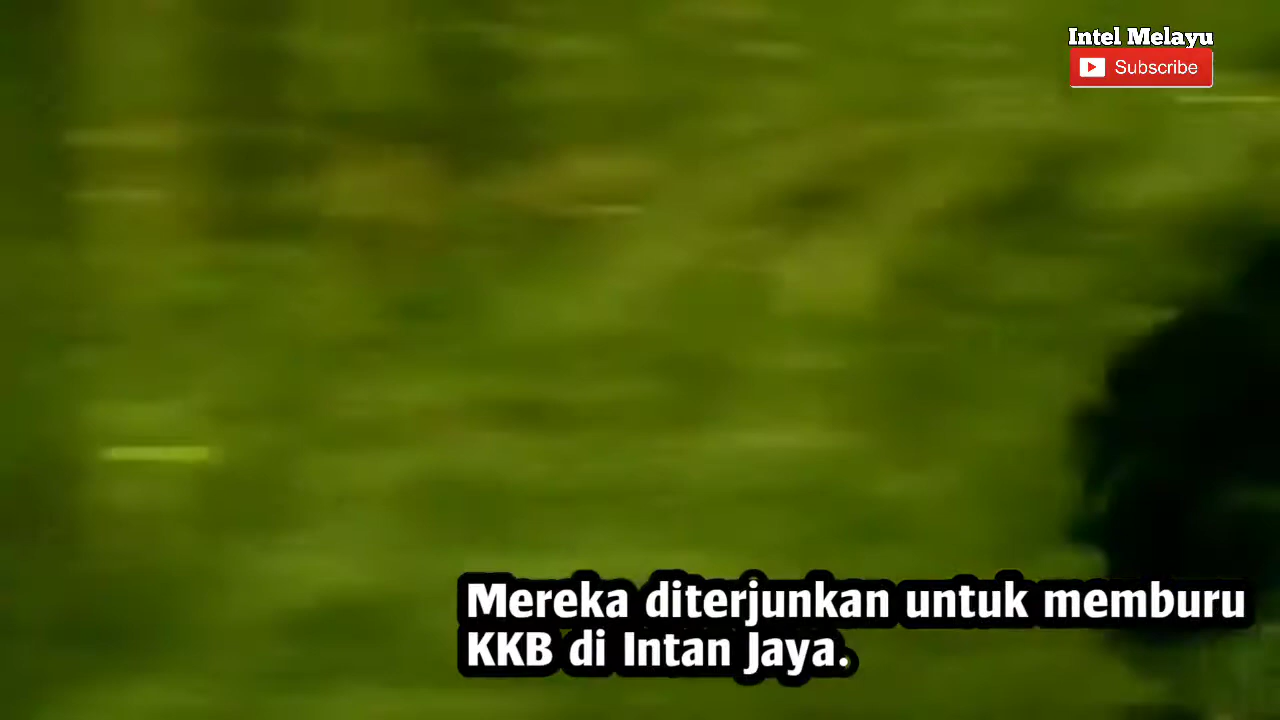 Intel Melayu
Subscribe
Mereka diterjunkan untuk memburu
KKB di Intan Jaya.